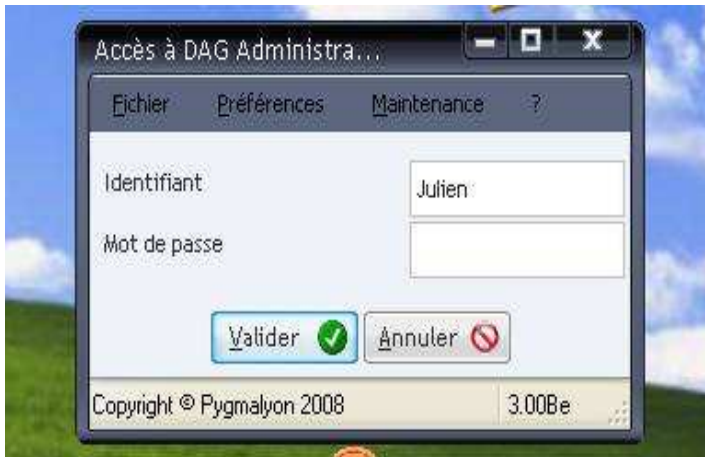 Accès à DAG Administra...
Fichier Préférences Maintenance ?
Identifiant Julien
Mot de passe
Valider Annuler
Copyright © Pygmalyon 2008 3.00Be